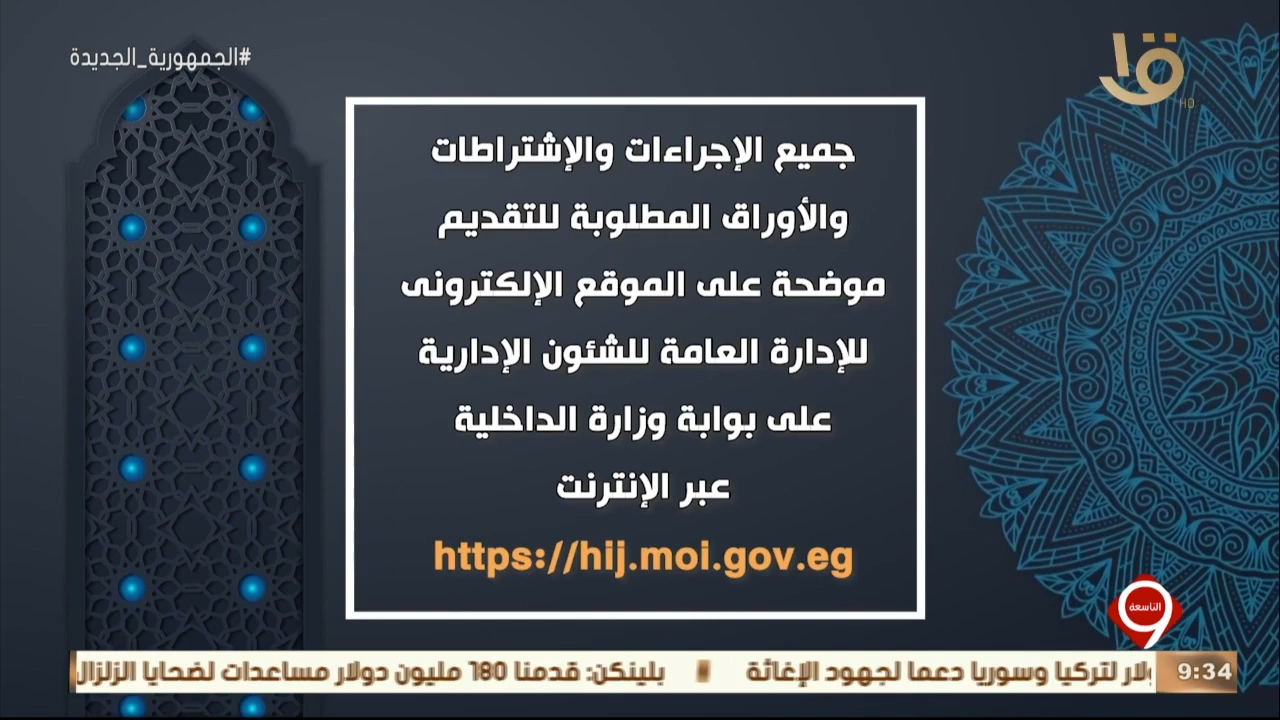 #الجمهورية_الجديدة
HD
جميع الإجراءات والإشتراطات
والأوراق المطلوبة للتقديم
موضحة على الموقع الإلكترونى
للإدارة العامة للشئون الإدارية
على بوابة وزارة الداخلية
عبر الإنترنت
https://hij.moi.gov.eg
التاسعة
9
9:34
لتركيا وسوريا دعما لجهود الإغاثة بلينكن: قدمنا 180 مليون دولار مساعدات لضحايا الزلزال